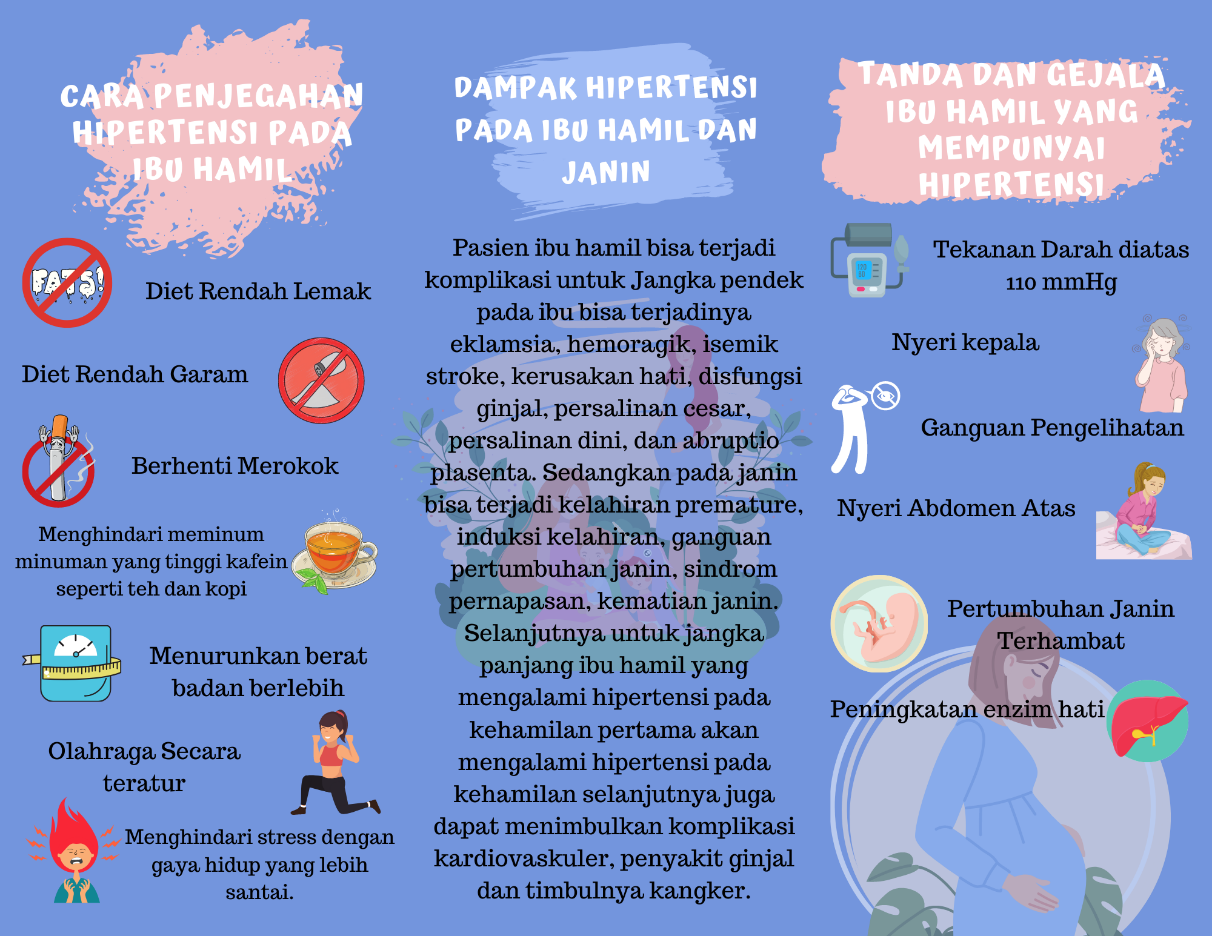 CARA PENJEGAHAN
HIPERTENSI PADA
IBU HAMIL
FATS!
Diet Rendah Lemak
Diet Rendah Garam
Berhenti Merokok
Menghindari meminum
minuman yang tinggi kafein
seperti teh dan kopi
Menurunkan berat
badan berlebih
Olahraga Secara
teratur
Menghindari stress dengan
gaya hidup yang lebih
santai.
DAMPAK HIPERTENSI
PADA IBU HAMIL DAN
JANIN
Pasien ibu hamil bisa terjadi
komplikasi untuk Jangka pendek
pada ibu bisa terjadinya
eklamsia, hemoragik, isemik
stroke, kerusakan hati, disfungsi
ginjal, persalinan cesar,
persalinan dini, dan abruptio
plasenta. Sedangkan pada janin
bisa terjadi kelahiran premature,
induksi kelahiran, ganguan
pertumbuhan janin, sindrom
pernapasan, kematian janin.
Selanjutnya untuk jangka
panjang ibu hamil yang
mengalami hipertensi pada
kehamilan pertama akan
mengalami hipertensi pada
kehamilan selanjutnya juga
dapat menimbulkan komplikasi
kardiovaskuler, penyakit ginjal
dan timbulnya kangker.
TANDA DAN GEJALA
IBU HAMIL YANG
MEMPUNYAI
HIPERTENSI
Tekanan Darah diatas
110 mmHg
Nyeri kepala
Ganguan Pengelihatan
Nyeri Abdomen Atas
Pertumbuhan Janin
Terhambat
Peningkatan enzim hati